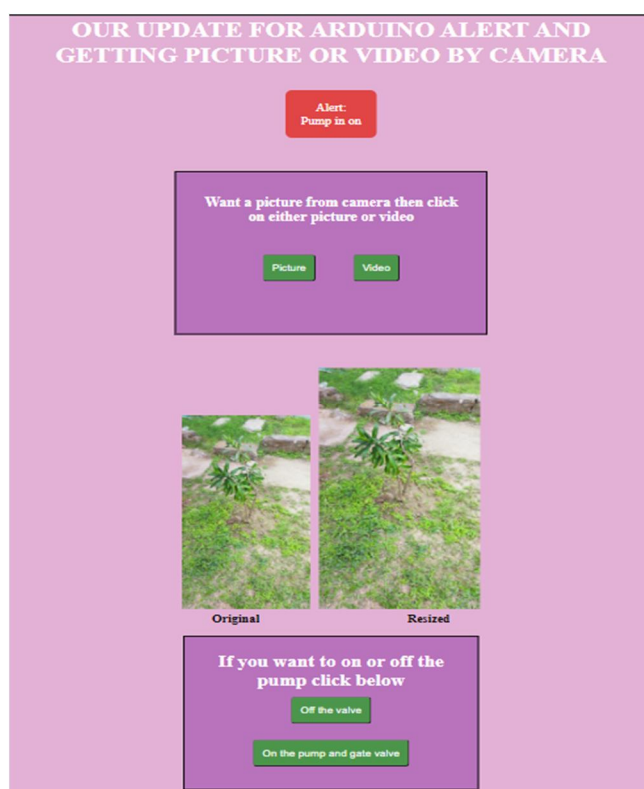 OUR UPDATE FOR ARDUINO ALERT AND
GETTING PICTURE OR VIDEO BY CAMERA
Alert:
Pump in on
Want a picture from camera then click
on either picture or video
Picture
Video
Original
Resized
If you want to on or off the
pump click below
Off the valve
On the pump and gate valve